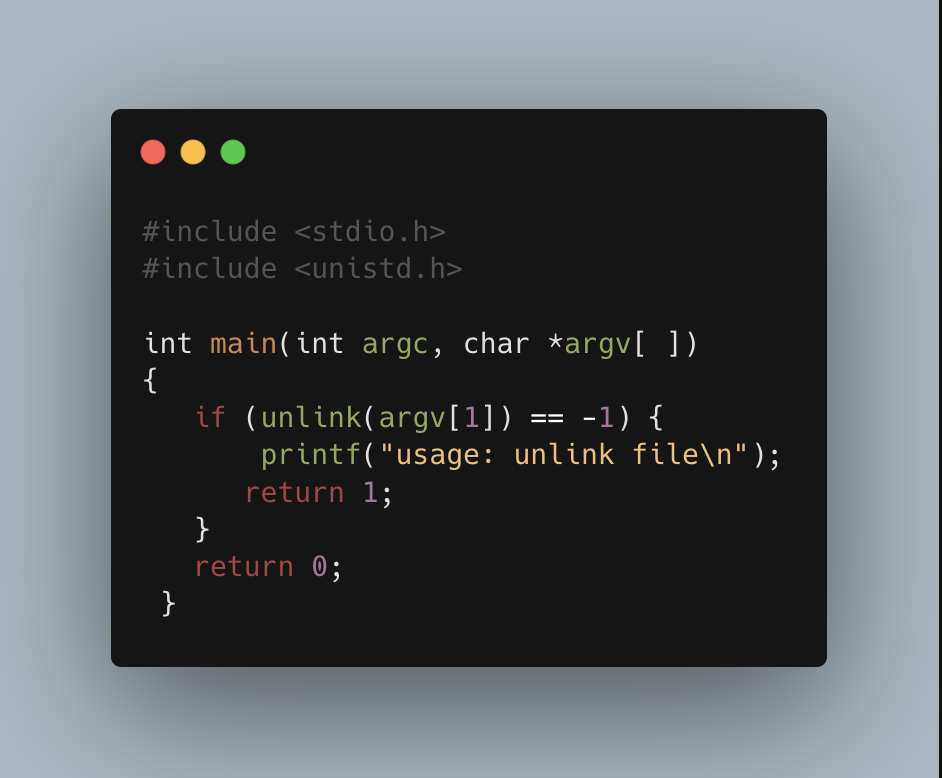 #include <stdio.h>
#include <unistd.h>
int main(int argc, char *argv[ ])
{
   if (unlink(argv[1]) == -1) {
       printf("usage: unlink file\n");
      return 1;
   }
   return 0;
 }